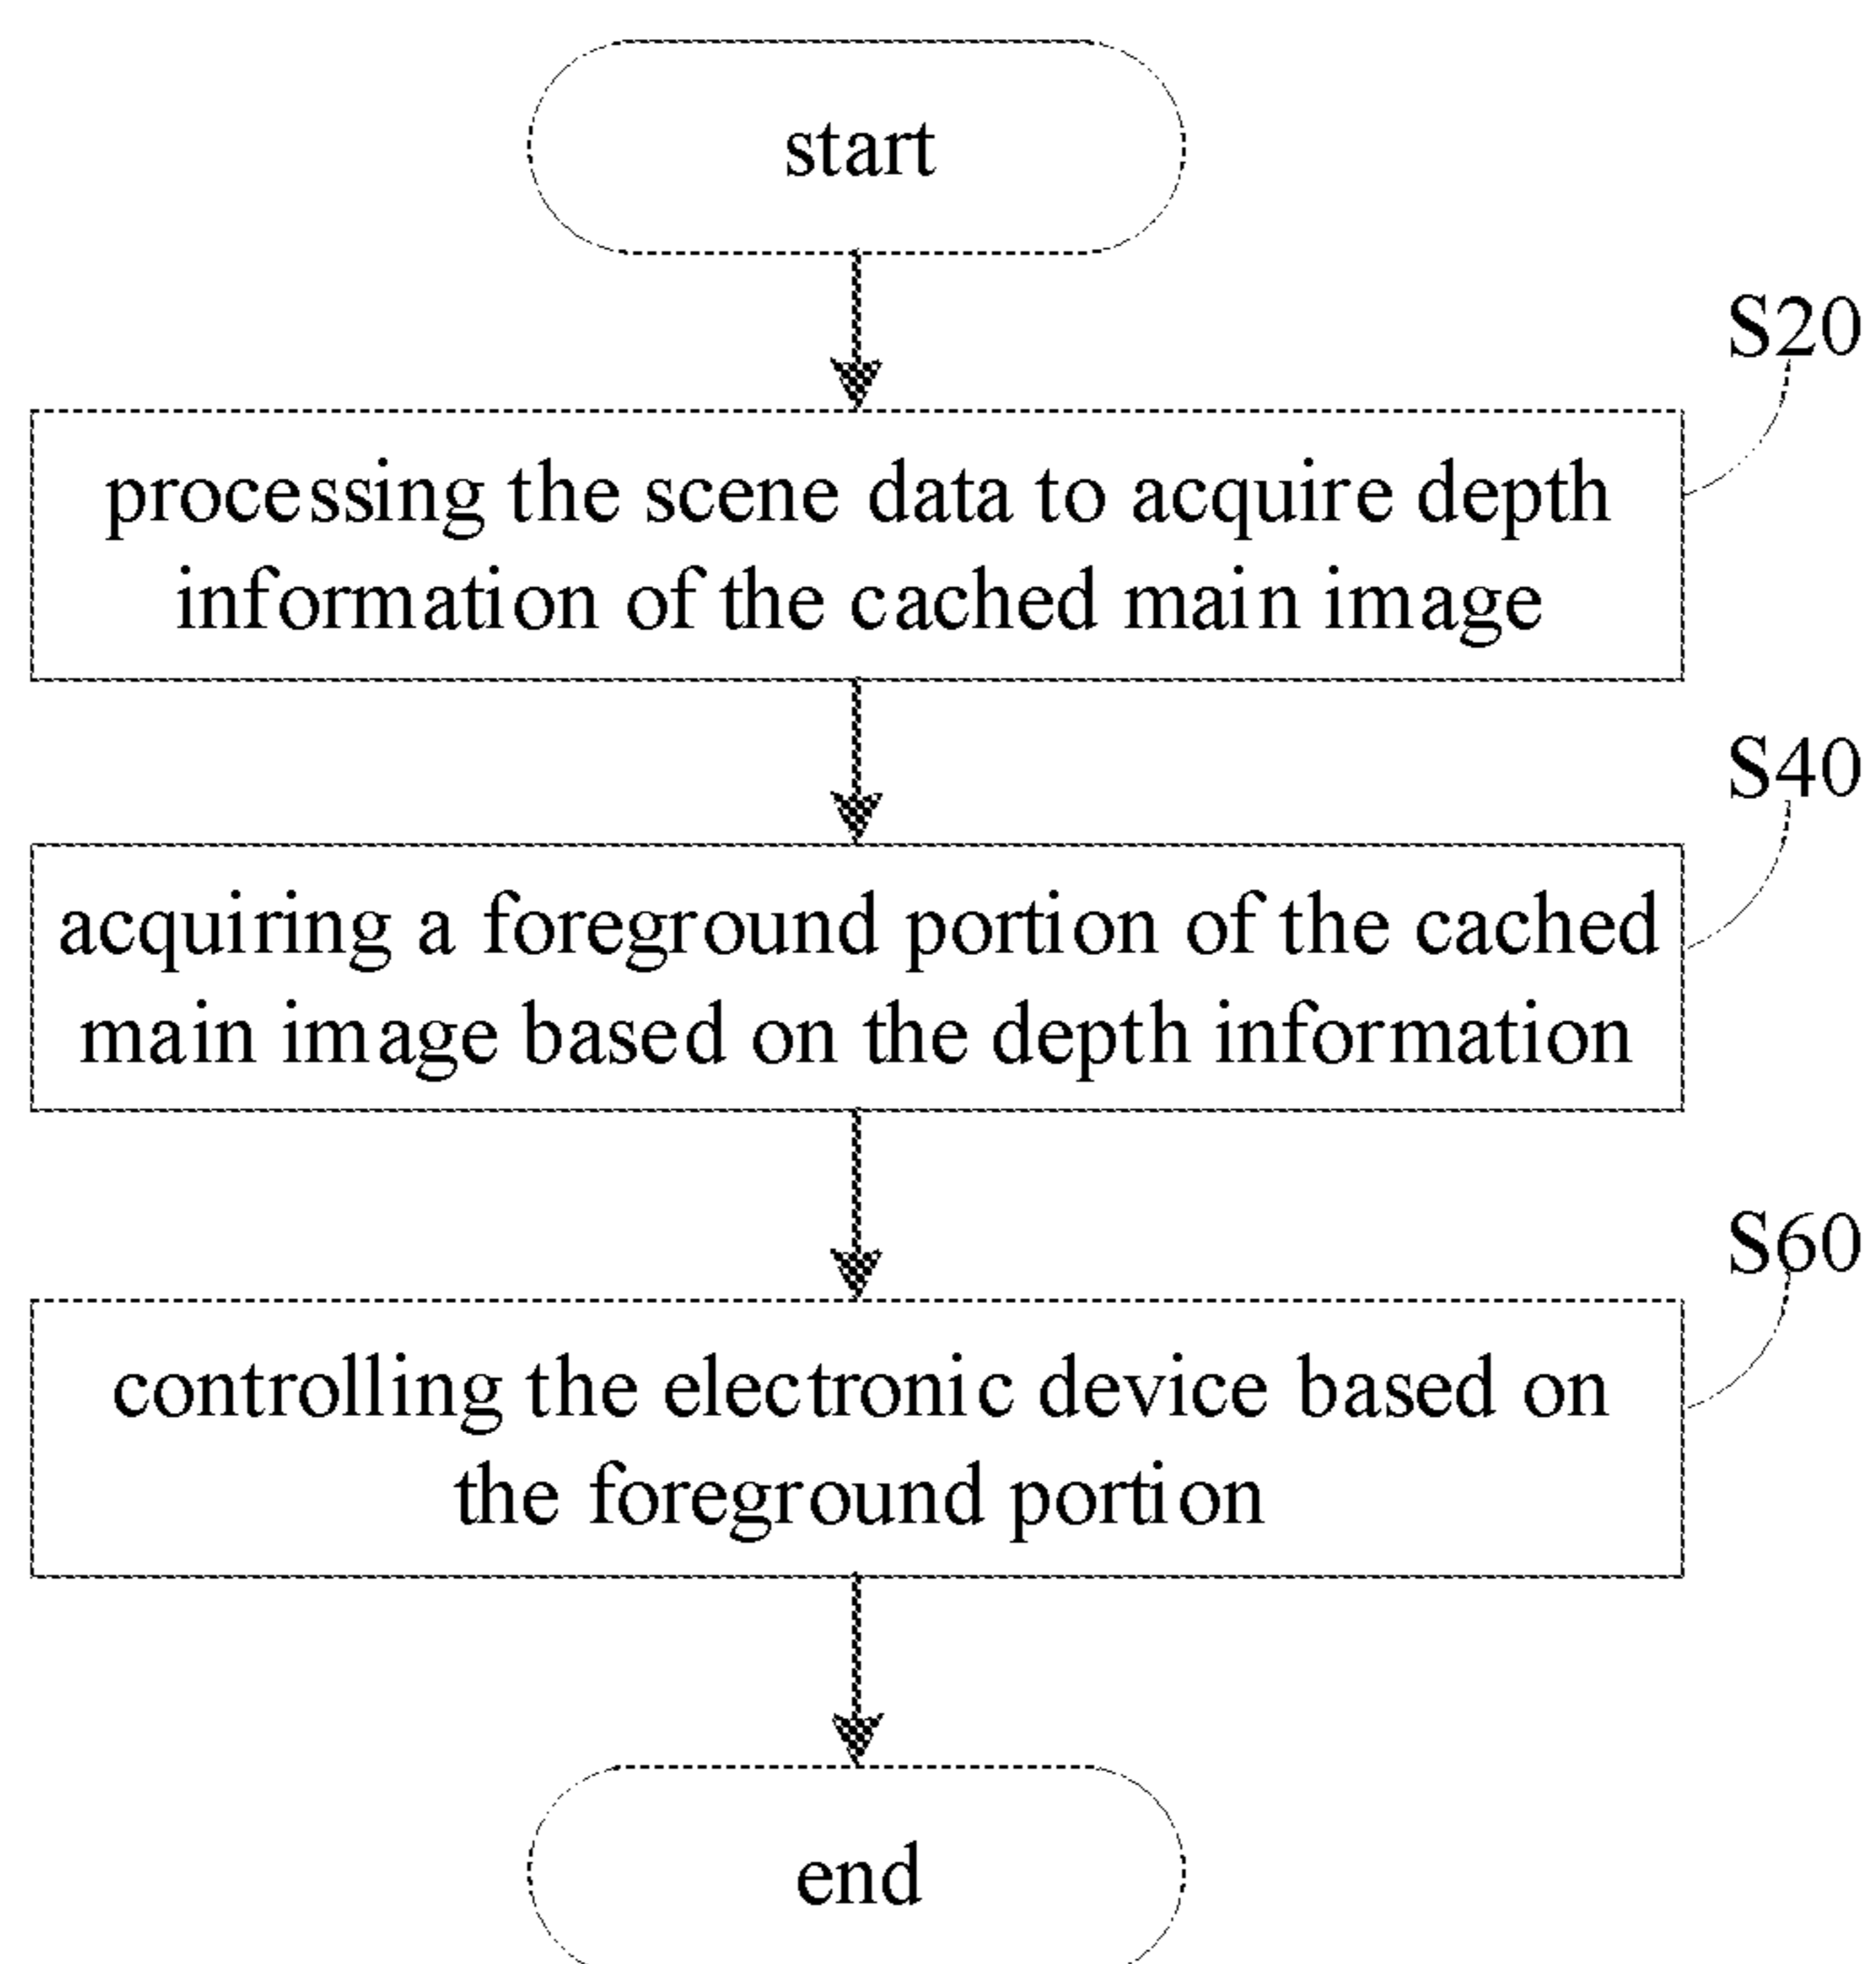 start
S20
processing the scene data to acquire depth
information of the cached main image
S40
acquiring a foreground portion of the cached
main image based on the depth information
S60
controlling the electronic device based on
the foreground portion
end